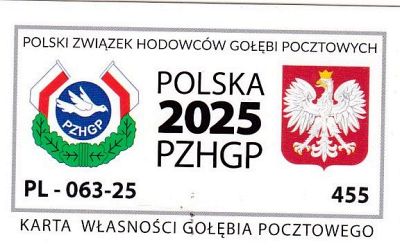 POLSKI ZWIĄZEK HODOWCÓW GOŁĘBI POCZTOWYCH
PZHGP
POLSKA
2025
PZHGP
PL - 063-25
455
KARTA WŁASNOŚCI GOŁĘBIA POCZTOWEGO